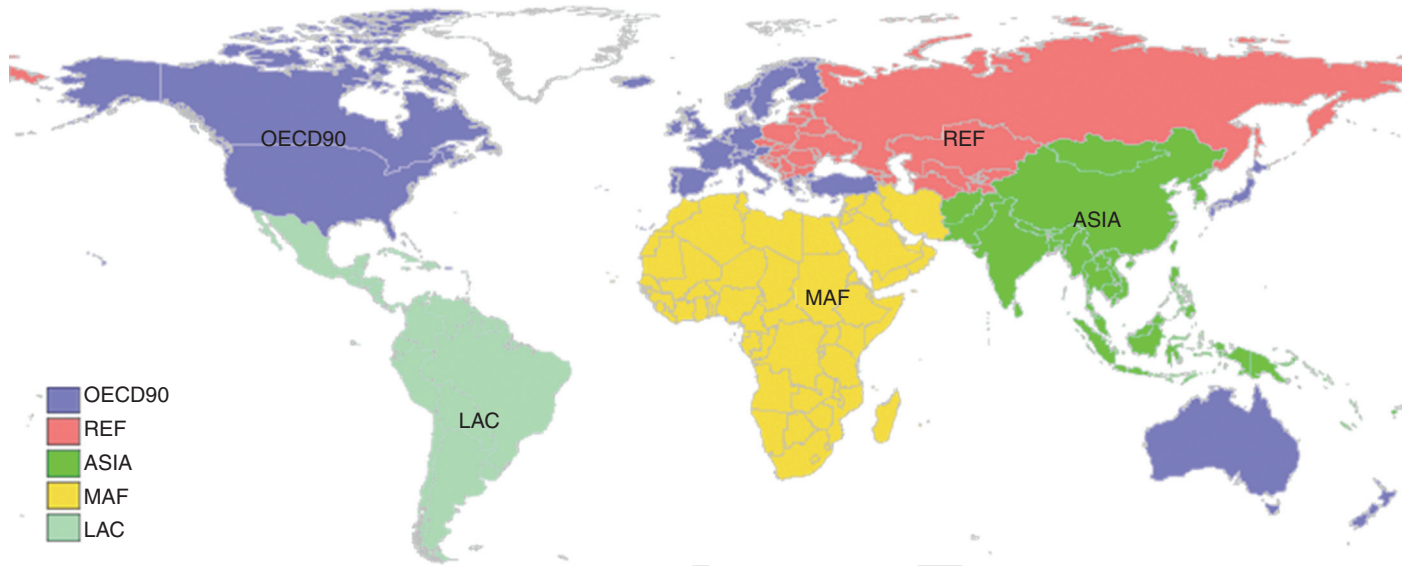 OECD90
REF
ASIA
MAF
LAC
OECD90
REF
ASIA
MAF
LAC